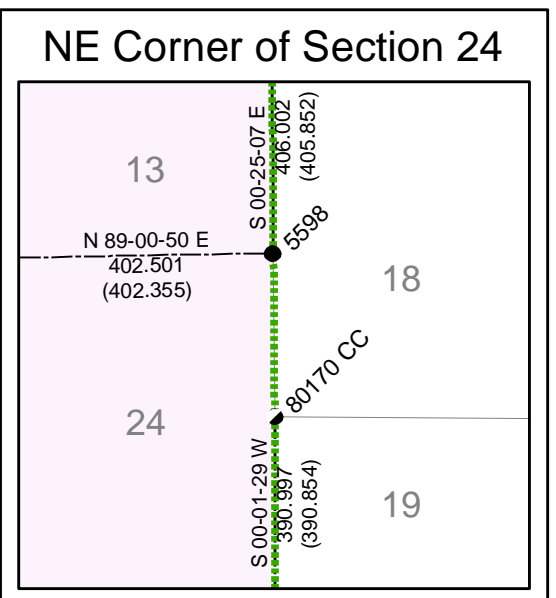 NE Corner of Section 24
S 00-25-07 E
406.002
(405.852)
13
5598
N 89-00-50 E
402.501
(402.355)
18
80170 CC
24
S 00-01-29 W
390.997
(390.854)
19